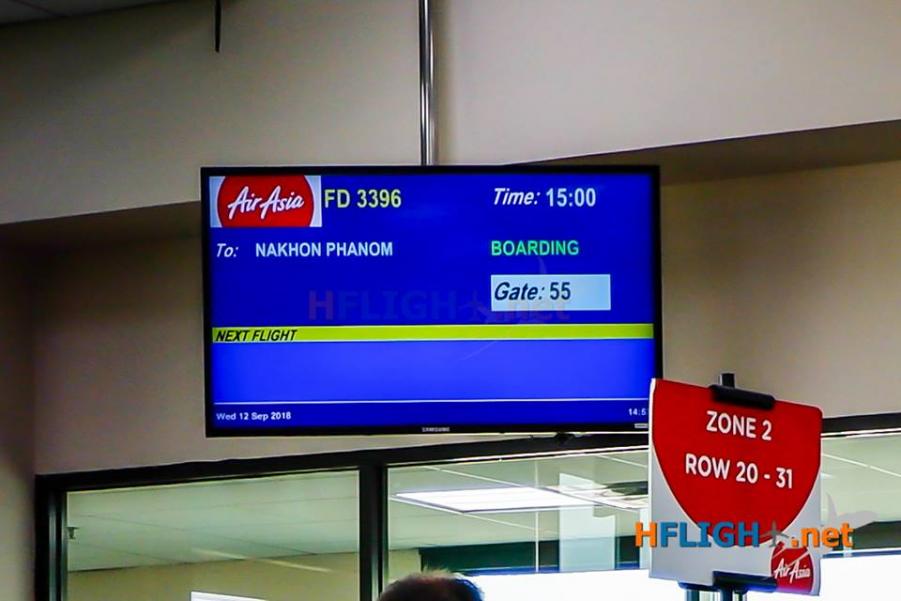 AirAsia FD 3396 Time: 15:00
To: NAKHON PHANOM BOARDING
Gate: 55
HFLIGH .net
NEXT FLIGHT
Wed 12 Sep 2018
SAMSUNG
ZONE 2
ROW 20 - 31
HFLIGH .net
AirAsia